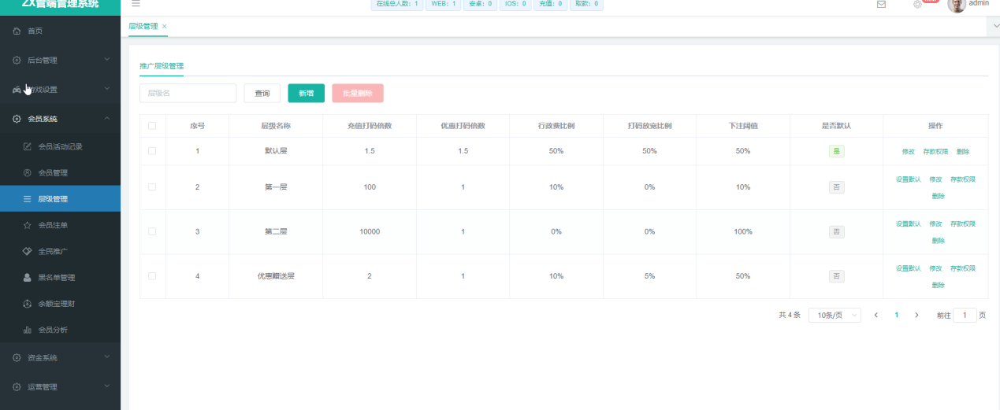 ZX官端管理系统
在线总人数：1 WEB：1 安卓：0 IOS：0 充值：0 取款：0
admin
首页
层级管理 ×
后台管理
游戏设置
会员系统
会员活动记录
会员管理
层级管理
会员注单
全民推广
黑名单管理
余额宝理财
会员分析
资金系统
运营管理
推广层级管理
层级名 查询 新增 批量删除
序号 层级名称 充值打码倍数 优惠打码倍数 行政费比例 打码放宽比例 下注阈值 是否默认 操作
1 默认层 1.5 1.5 50% 50% 50% 是 修改 存款权限 删除
2 第一层 100 1 10% 0% 10% 否 设置默认 修改 存款权限
删除
3 第二层 10000 1 0% 0% 100% 否 设置默认 修改 存款权限
删除
4 优惠赠送层 2 1 10% 5% 50% 否 设置默认 修改 存款权限
删除
共 4 条 10条/页 1 前往 1 页